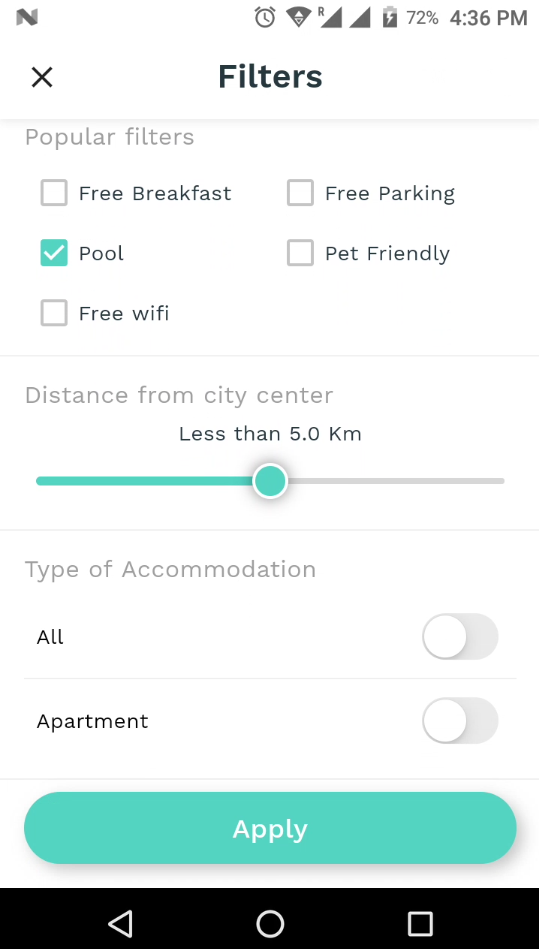 R 72% 4:36 PM
Filters
Popular filters
Free Breakfast Free Parking
Pool Pet Friendly
Free wifi
Distance from city center
Less than 5.0 Km
Type of Accommodation
All
Apartment
Apply